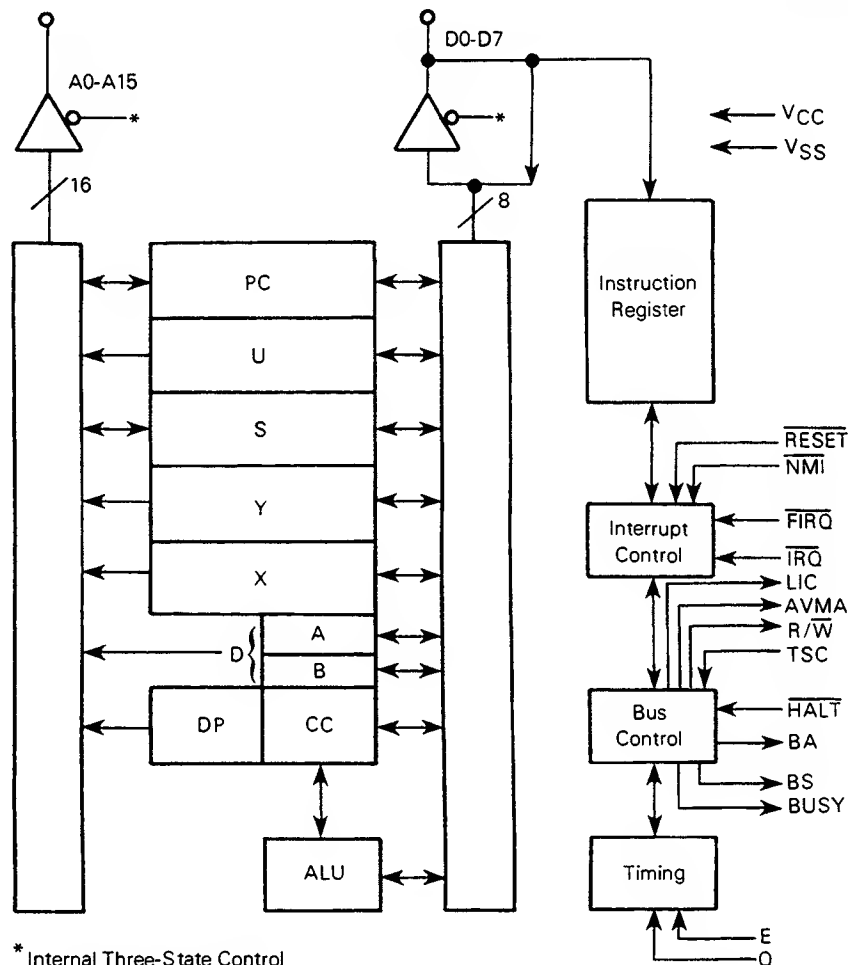 D0-D7
A0-A15
*
*
VCC
VSS
16
8
PC
U
S
Y
X
D{
A
B
DP
CC
ALU
Instruction
Register
RESET
NMI
Interrupt
Control
FIRQ
IRQ
LIC
AVMA
R/W
TSC
Bus
Control
HALT
BA
BS
BUSY
Timing
E
Q
* Internal Three-State Control